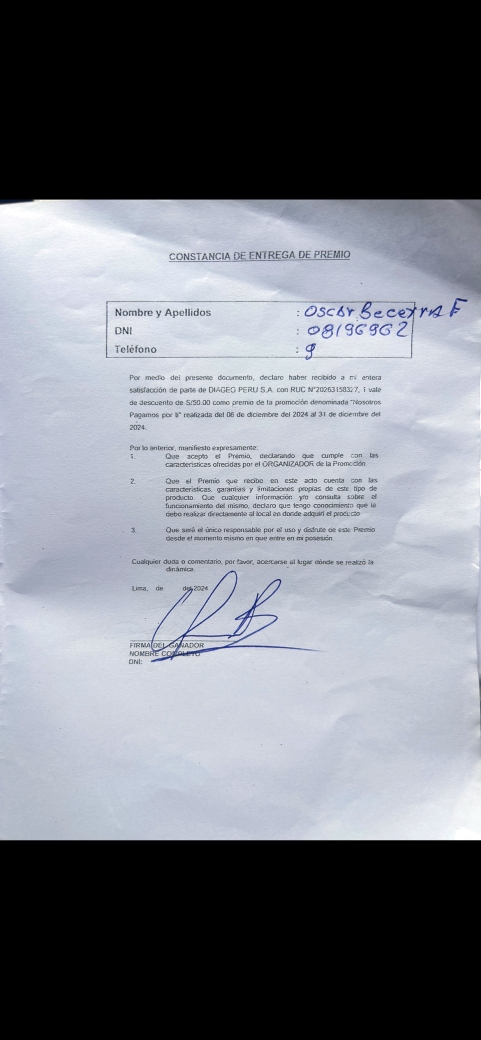 CONSTANCIA DE ENTREGA DE PREMIO
Nombre y Apellidos : Oscar Becerra F
DNI : 08196962
Teléfono : 9
Por medio del presente documento, declaro haber recibido a mi entera
satisfacción de parte de DIAGEO PERU S.A. con RUC N°20263158327, 1 vale
de descuento de S/50.00 como premio de la promoción denominada "Nosotros
Pagamos por ti" realizada del 06 de diciembre del 2024 al 31 de diciembre del
2024.
Por lo anterior, manifiesto expresamente:
1. Que acepto el Premio, declarando que cumple con las
características ofrecidas por el ORGANIZADOR de la Promoción
2. Que el Premio que recibo en este acto cuenta con las
características, garantías y limitaciones propias de este tipo de
producto. Que cualquier información y/o consulta sobre el
funcionamiento del mismo, declaro que tengo conocimiento que la
debo realizar directamente al local en donde adquirí el producto
3. Que seré el único responsable por el uso y disfrute de este Premio
desde el momento mismo en que entre en mi posesión.
Cualquier duda o comentario, por favor, acercarse al lugar dónde se realizó la
dinámica.
Lima, de del 2024
FIRMA DEL GANADOR
NOMBRE COMPLETO
DNI: